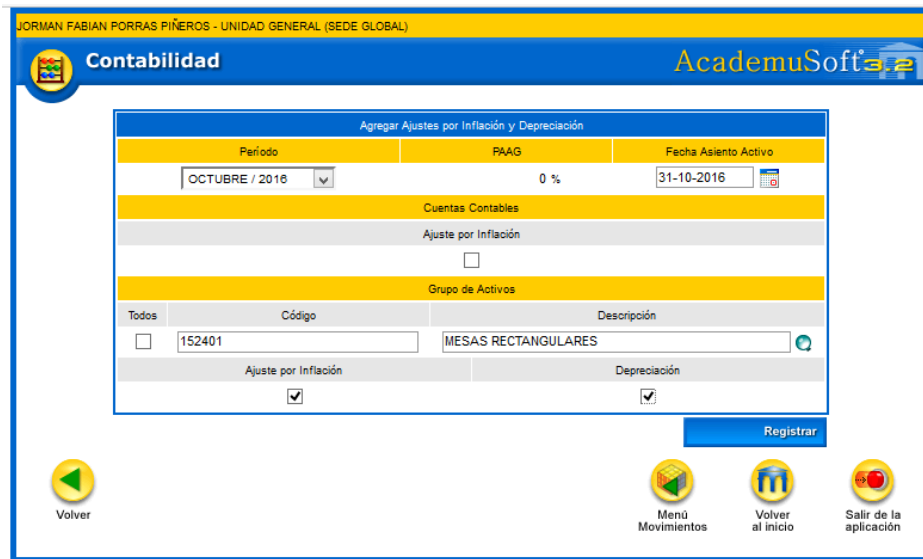 JORMAN FABIAN PORRAS PIÑEROS - UNIDAD GENERAL (SEDE GLOBAL)
Contabilidad
AcademuSoft 3.2
Agregar Ajustes por Inflación y Depreciación
Período PAAG Fecha Asiento Activo
OCTUBRE / 2016 0 % 31-10-2016
Cuentas Contables
Ajuste por Inflación
Grupo de Activos
Todos Código Descripción
152401 MESAS RECTANGULARES
Ajuste por Inflación Depreciación
Registrar
Volver
Menú
Movimientos
Volver
al inicio
Salir de la
aplicación